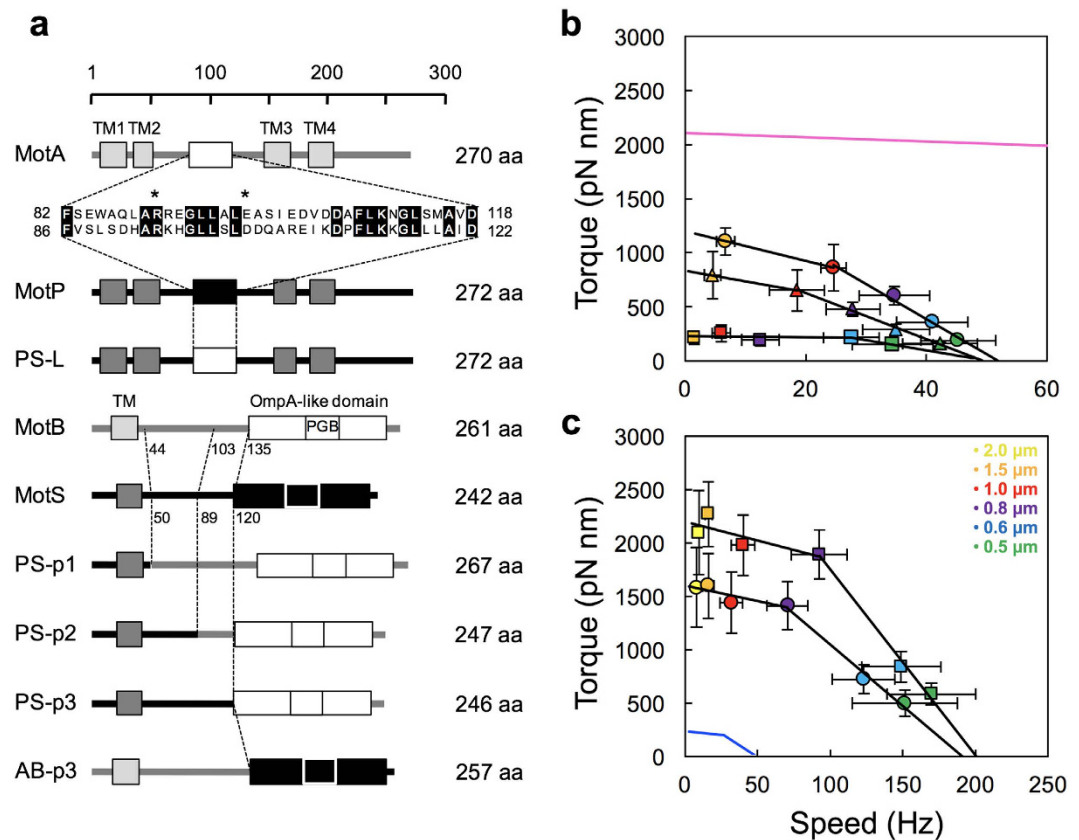 a
1 100 200 300
TM1 TM2 TM3 TM4
MotA 270 aa
* *
82 FSEWAQLARREGLLALEASIEDVDDAFLKNGLSMAVD 118
86 FVSLSDHARKHGLLSLDDQAREIKDPFLKKGLLLAID 122
MotP 272 aa
PS-L 272 aa
TM OmpA-like domain
MotB PGB 261 aa
44 103 135
MotS 242 aa
50 89 120
PS-p1 267 aa
PS-p2 247 aa
PS-p3 246 aa
AB-p3 257 aa
b
Torque (pN nm)
3000
2500
2000
1500
1000
500
0
0 20 40 60
c
Torque (pN nm)
3000
2500
2000
1500
1000
500
0
0 50 100 150 200 250
Speed (Hz)
• 2.0 µm
• 1.5 µm
• 1.0 µm
• 0.8 µm
• 0.6 µm
• 0.5 µm